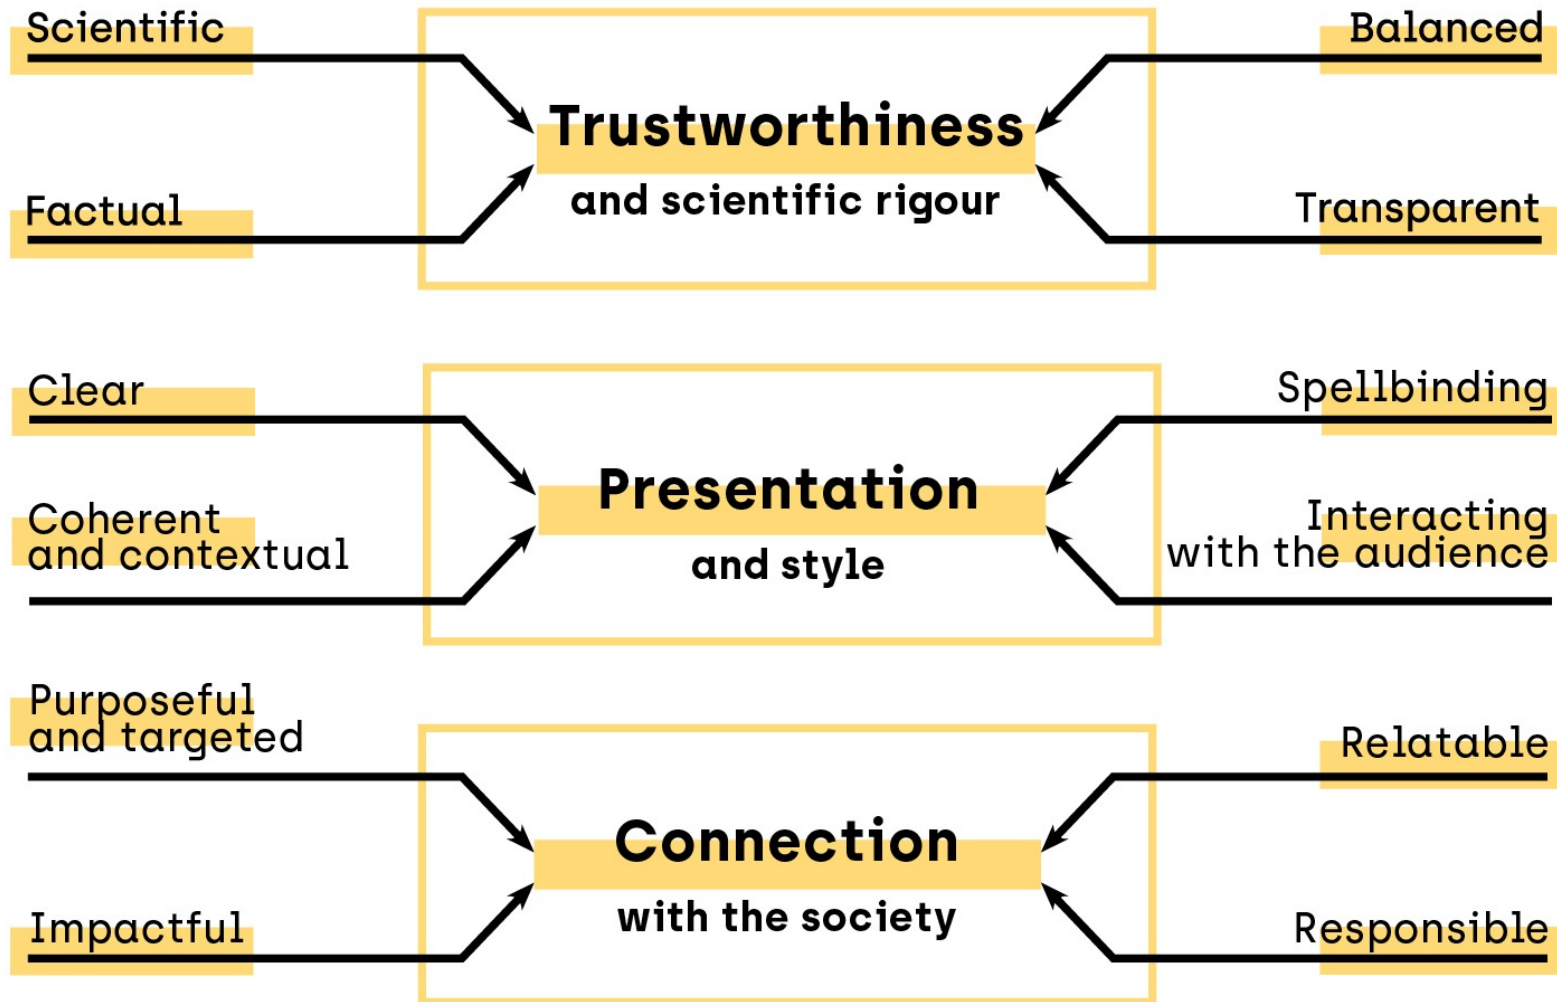 Scientific
Balanced
Trustworthiness
and scientific rigour
Factual
Transparent
Clear
Spellbinding
Presentation
and style
Coherent
and contextual
Interacting
with the audience
Purposeful
and targeted
Relatable
Connection
with the society
Impactful
Responsible